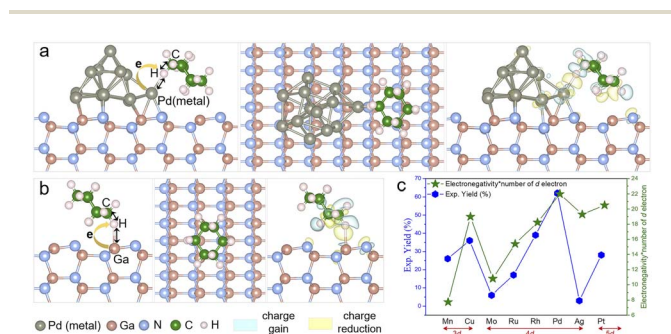 a
e
C
H
Pd(metal)
b
C
H
e
Ga
c
Electronegativity*number of d electron
Exp. Yield (%)
Exp. Yield (%)
70
60
50
40
30
20
10
0
24
22
20
18
16
14
12
10
8
6
Electronegativity*number of d electron
Mn Cu Mo Ru Rh Pd Ag Pt
3d 4d 5d
Pd (metal) Ga N C H charge gain charge reduction